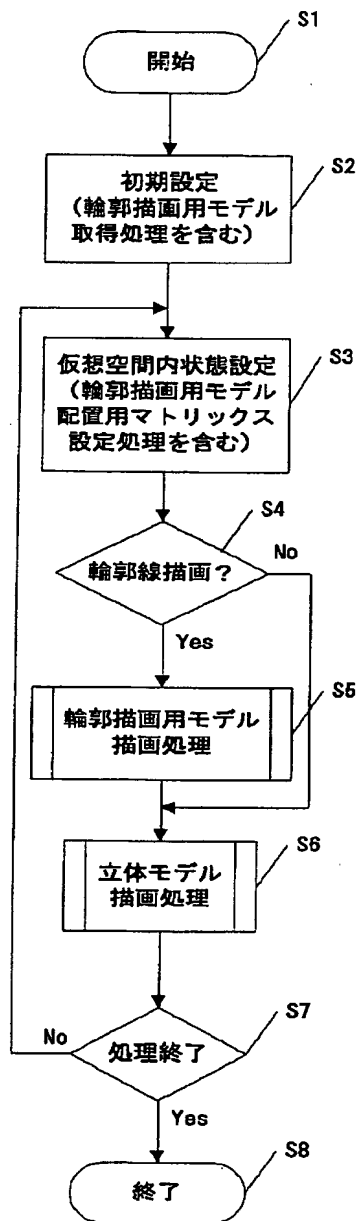 S1
開始
S2
初期設定
（輪郭描画用モデル
取得処理を含む）
S3
仮想空間内状態設定
（輪郭描画用モデル
配置用マトリックス
設定処理を含む）
S4
輪郭線描画？
No
Yes
S5
輪郭描画用モデル
描画処理
S6
立体モデル
描画処理
S7
No
処理終了
Yes
S8
終了